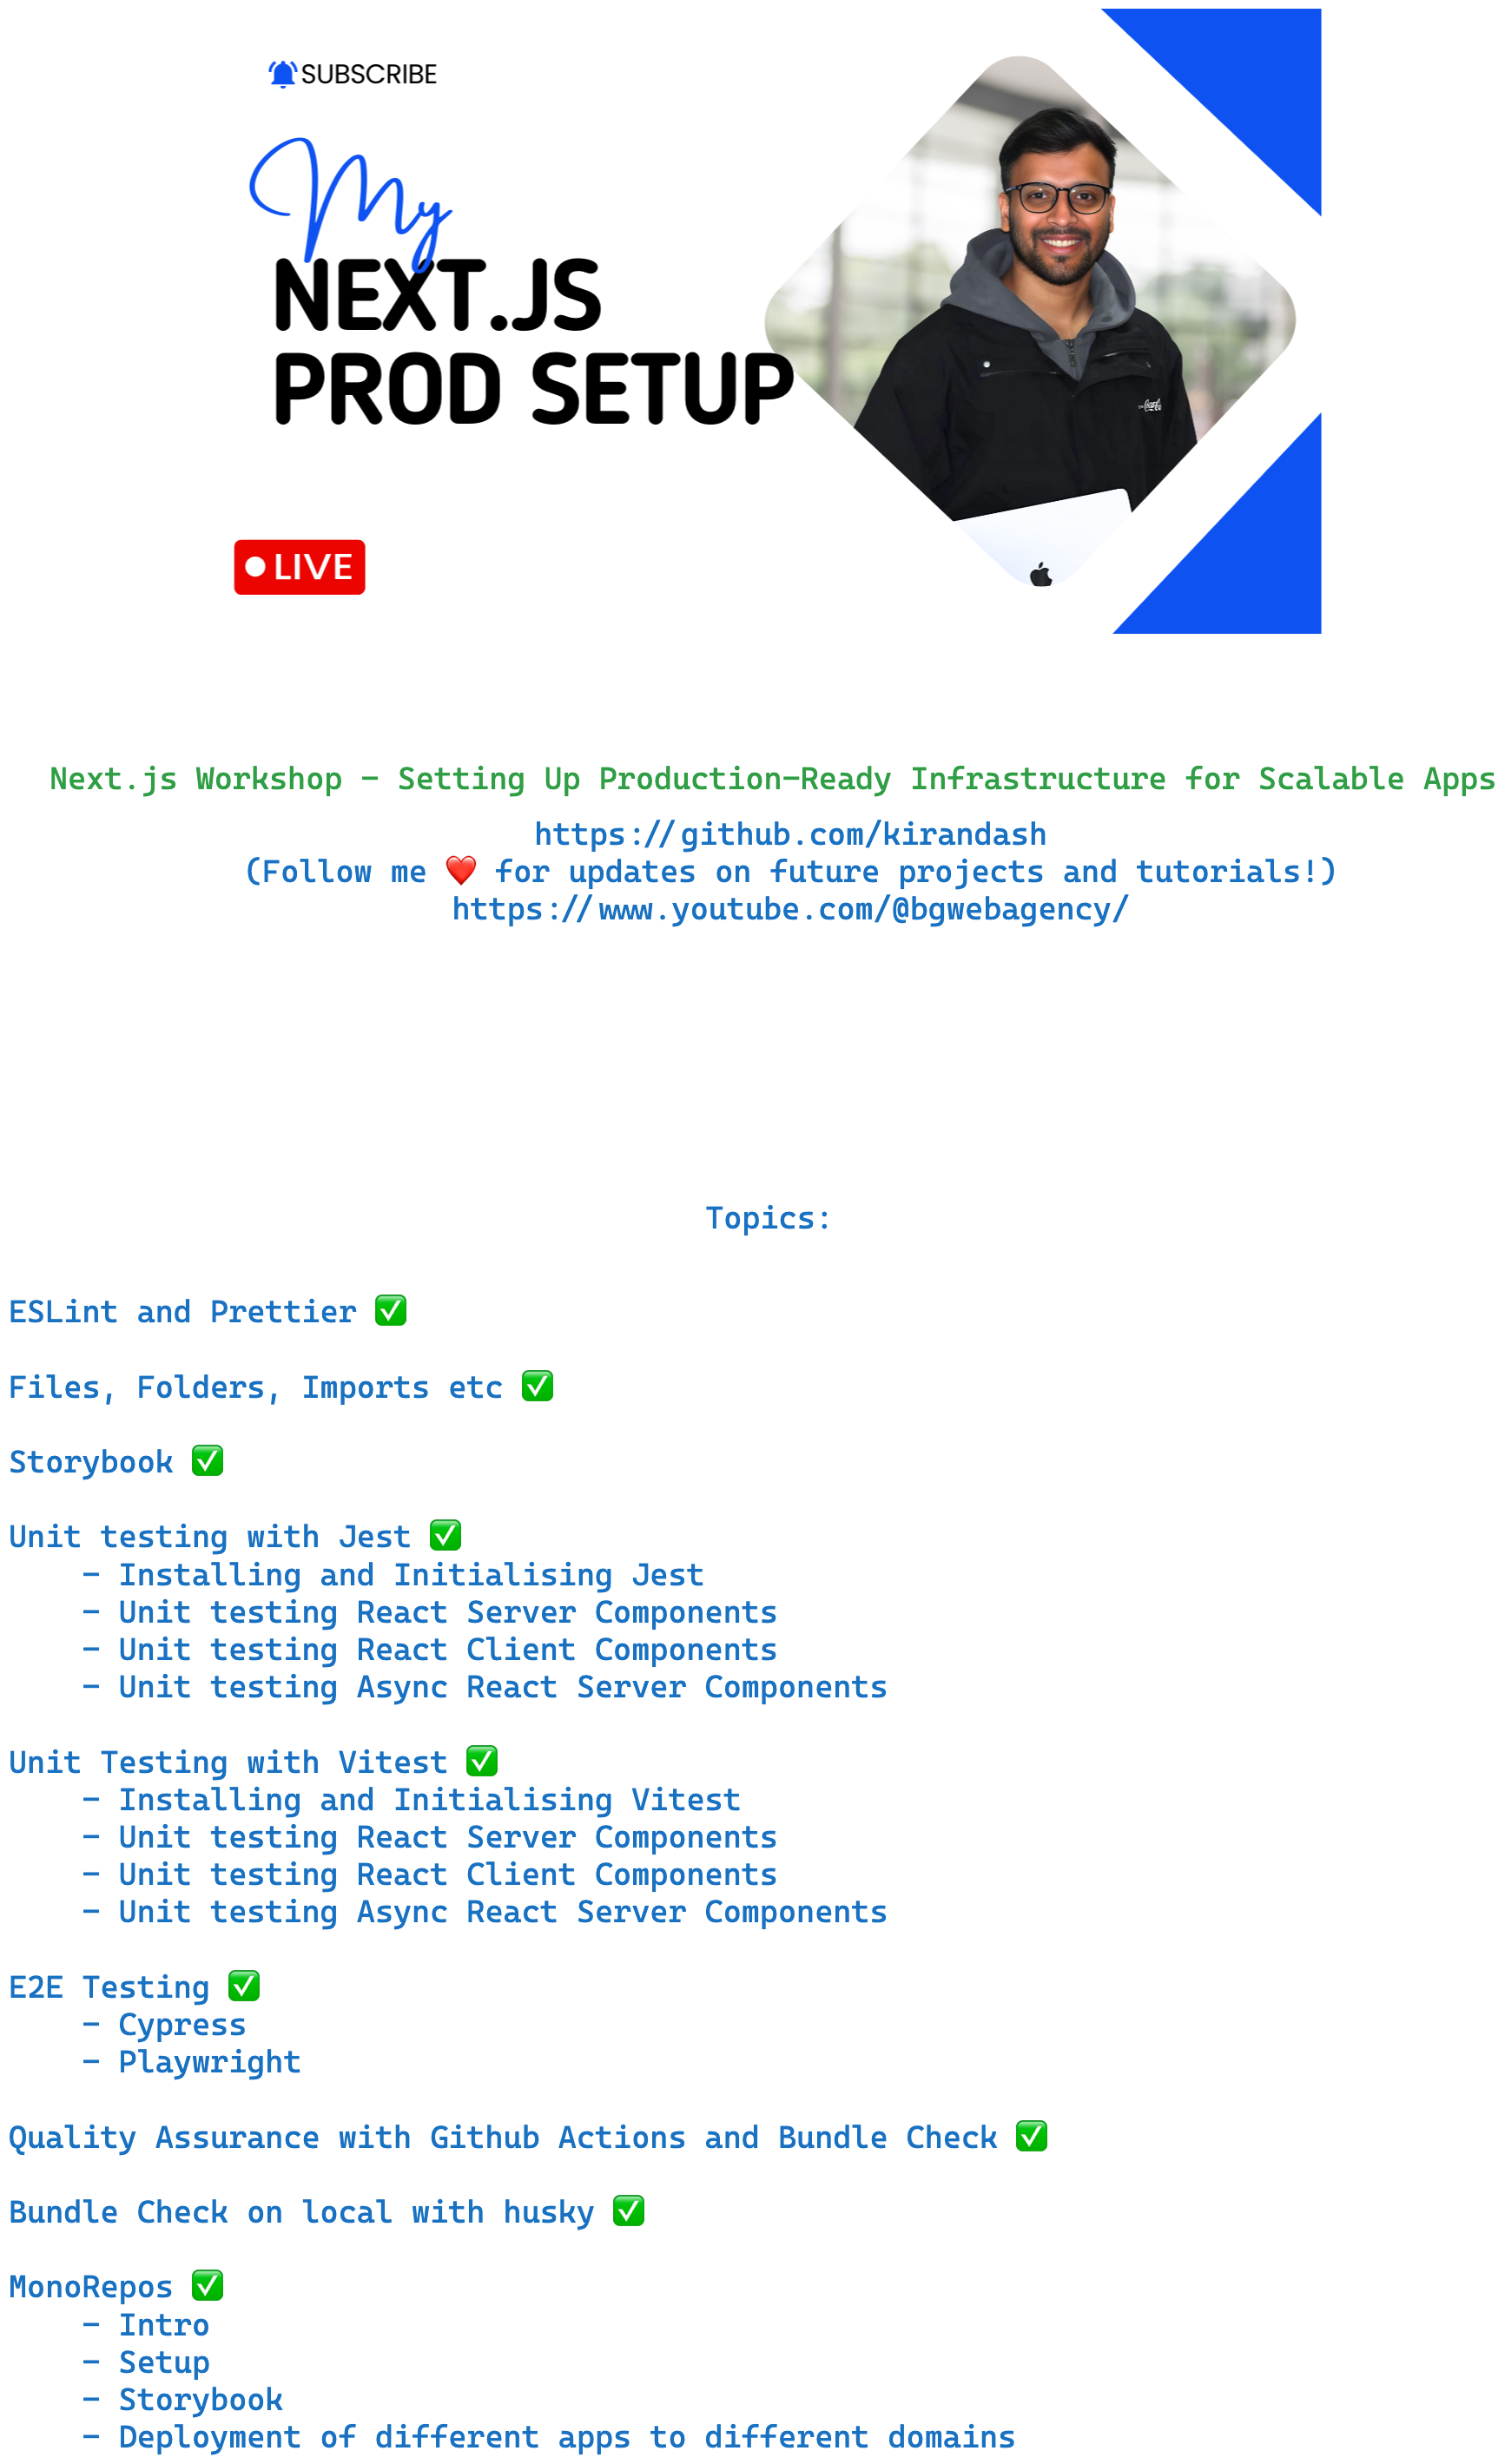 SUBSCRIBE
My
NEXT.JS
PROD SETUP
LIVE
Next.js Workshop - Setting Up Production-Ready Infrastructure for Scalable Apps
https://github.com/kirandash
(Follow me ❤️ for updates on future projects and tutorials!)
https://www.youtube.com/@bgwebagency/
Topics:
ESLint and Prettier ✅
Files, Folders, Imports etc ✅
Storybook ✅
Unit testing with Jest ✅
- Installing and Initialising Jest
- Unit testing React Server Components
- Unit testing React Client Components
- Unit testing Async React Server Components
Unit Testing with Vitest ✅
- Installing and Initialising Vitest
- Unit testing React Server Components
- Unit testing React Client Components
- Unit testing Async React Server Components
E2E Testing ✅
- Cypress
- Playwright
Quality Assurance with Github Actions and Bundle Check ✅
Bundle Check on local with husky ✅
MonoRepos ✅
- Intro
- Setup
- Storybook
- Deployment of different apps to different domains